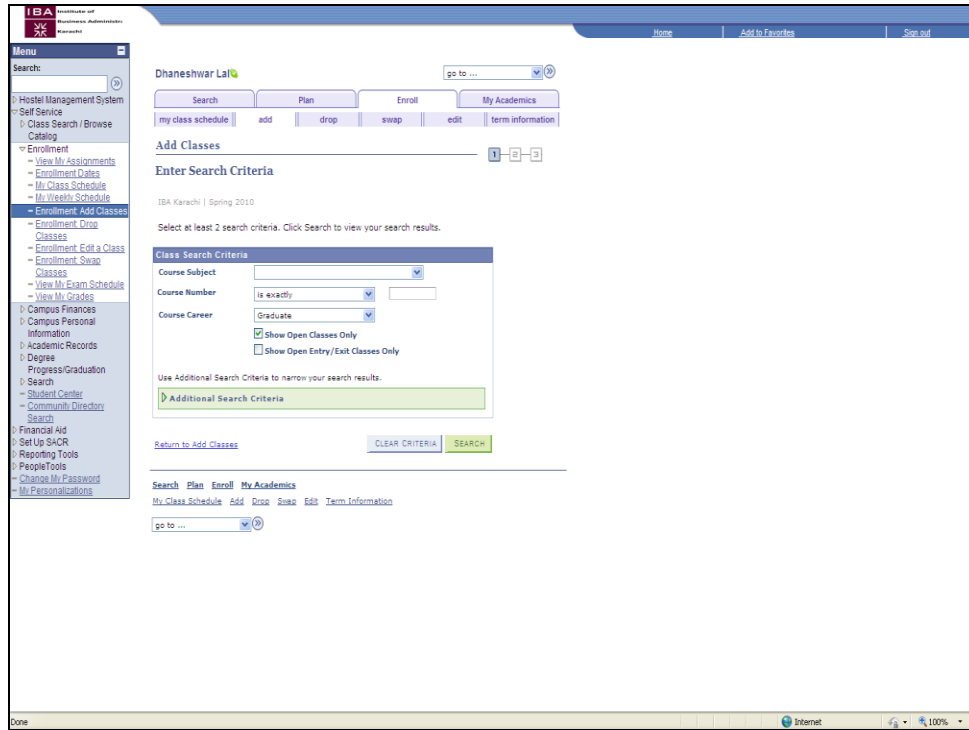 IBA Institute of
Business Administr
Karachi
Home Add to Favorites Sign out
Menu
Search:
Hostel Management System
Self Service
Class Search / Browse
Catalog
Enrollment
View My Assignments
Enrollment Dates
My Class Schedule
My Weekly Schedule
Enrollment: Add Classes
Enrollment: Drop
Classes
Enrollment: Edit a Class
Enrollment: Swap
Classes
View My Exam Schedule
View My Grades
Campus Finances
Campus Personal
Information
Academic Records
Degree
Progress/Graduation
Search
Student Center
Community Directory
Search
Financial Aid
Set Up SACR
Reporting Tools
PeopleTools
Change My Password
My Personalizations
Dhaneshwar Lal
go to ...
Search Plan Enroll My Academics
my class schedule add drop swap edit term information
Add Classes
1 2 3
Enter Search Criteria
IBA Karachi | Spring 2010
Select at least 2 search criteria. Click Search to view your search results.
Class Search Criteria
Course Subject
Course Number is exactly
Course Career Graduate
Show Open Classes Only
Show Open Entry/Exit Classes Only
Use Additional Search Criteria to narrow your search results.
Additional Search Criteria
Return to Add Classes CLEAR CRITERIA SEARCH
Search Plan Enroll My Academics
My Class Schedule Add Drop Swap Edit Term Information
go to ...
Done Internet 100%